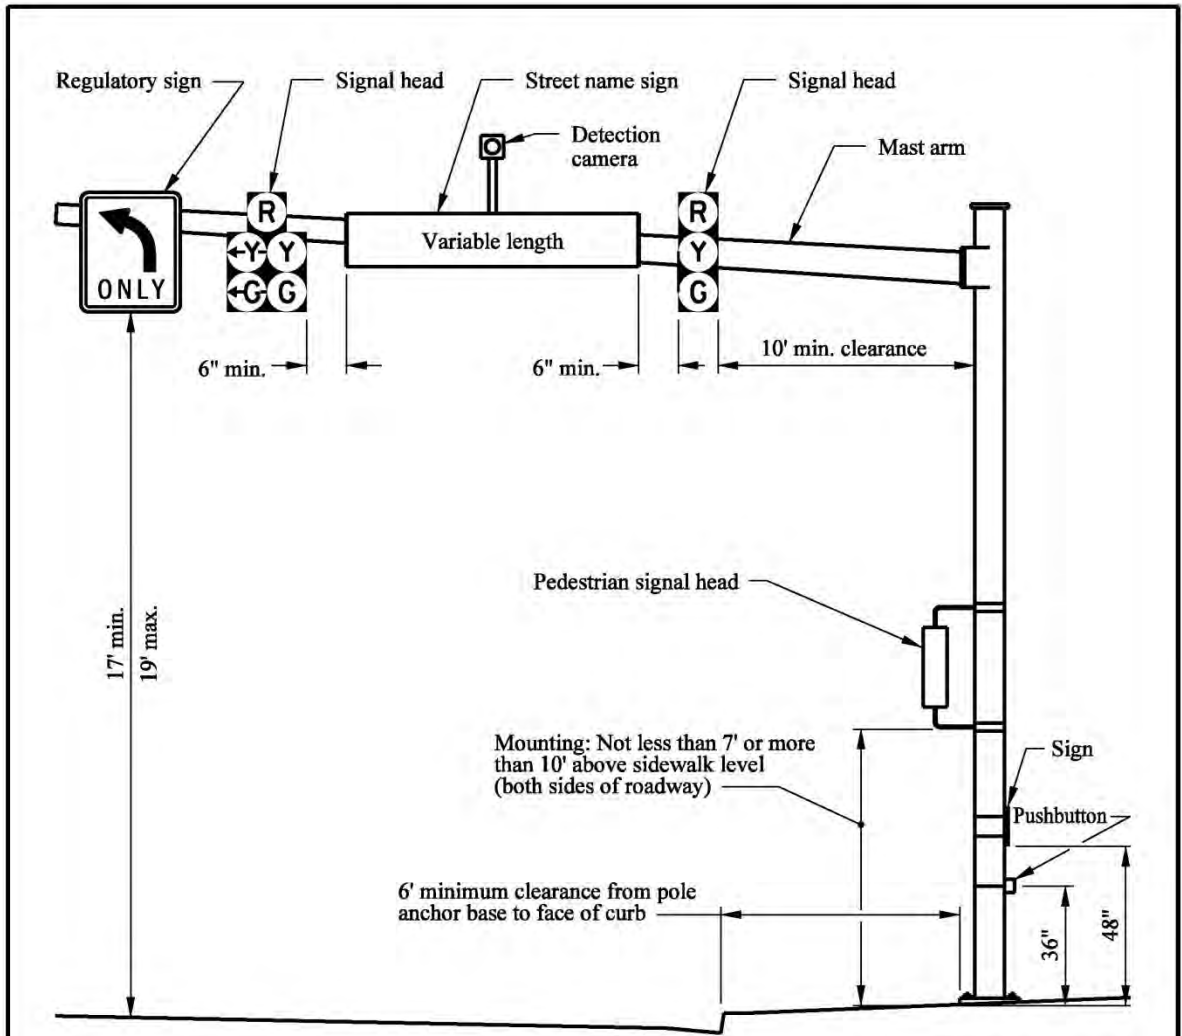 Regulatory sign
Signal head
Street name sign
Signal head
Detection
camera
Mast arm
ONLY
R
Y Y
G G
Variable length
R
Y
G
6" min.
6" min.
10' min. clearance
17' min.
19' max.
Pedestrian signal head
Mounting: Not less than 7' or more
than 10' above sidewalk level
(both sides of roadway)
Sign
Pushbutton
6' minimum clearance from pole
anchor base to face of curb
36"
48"